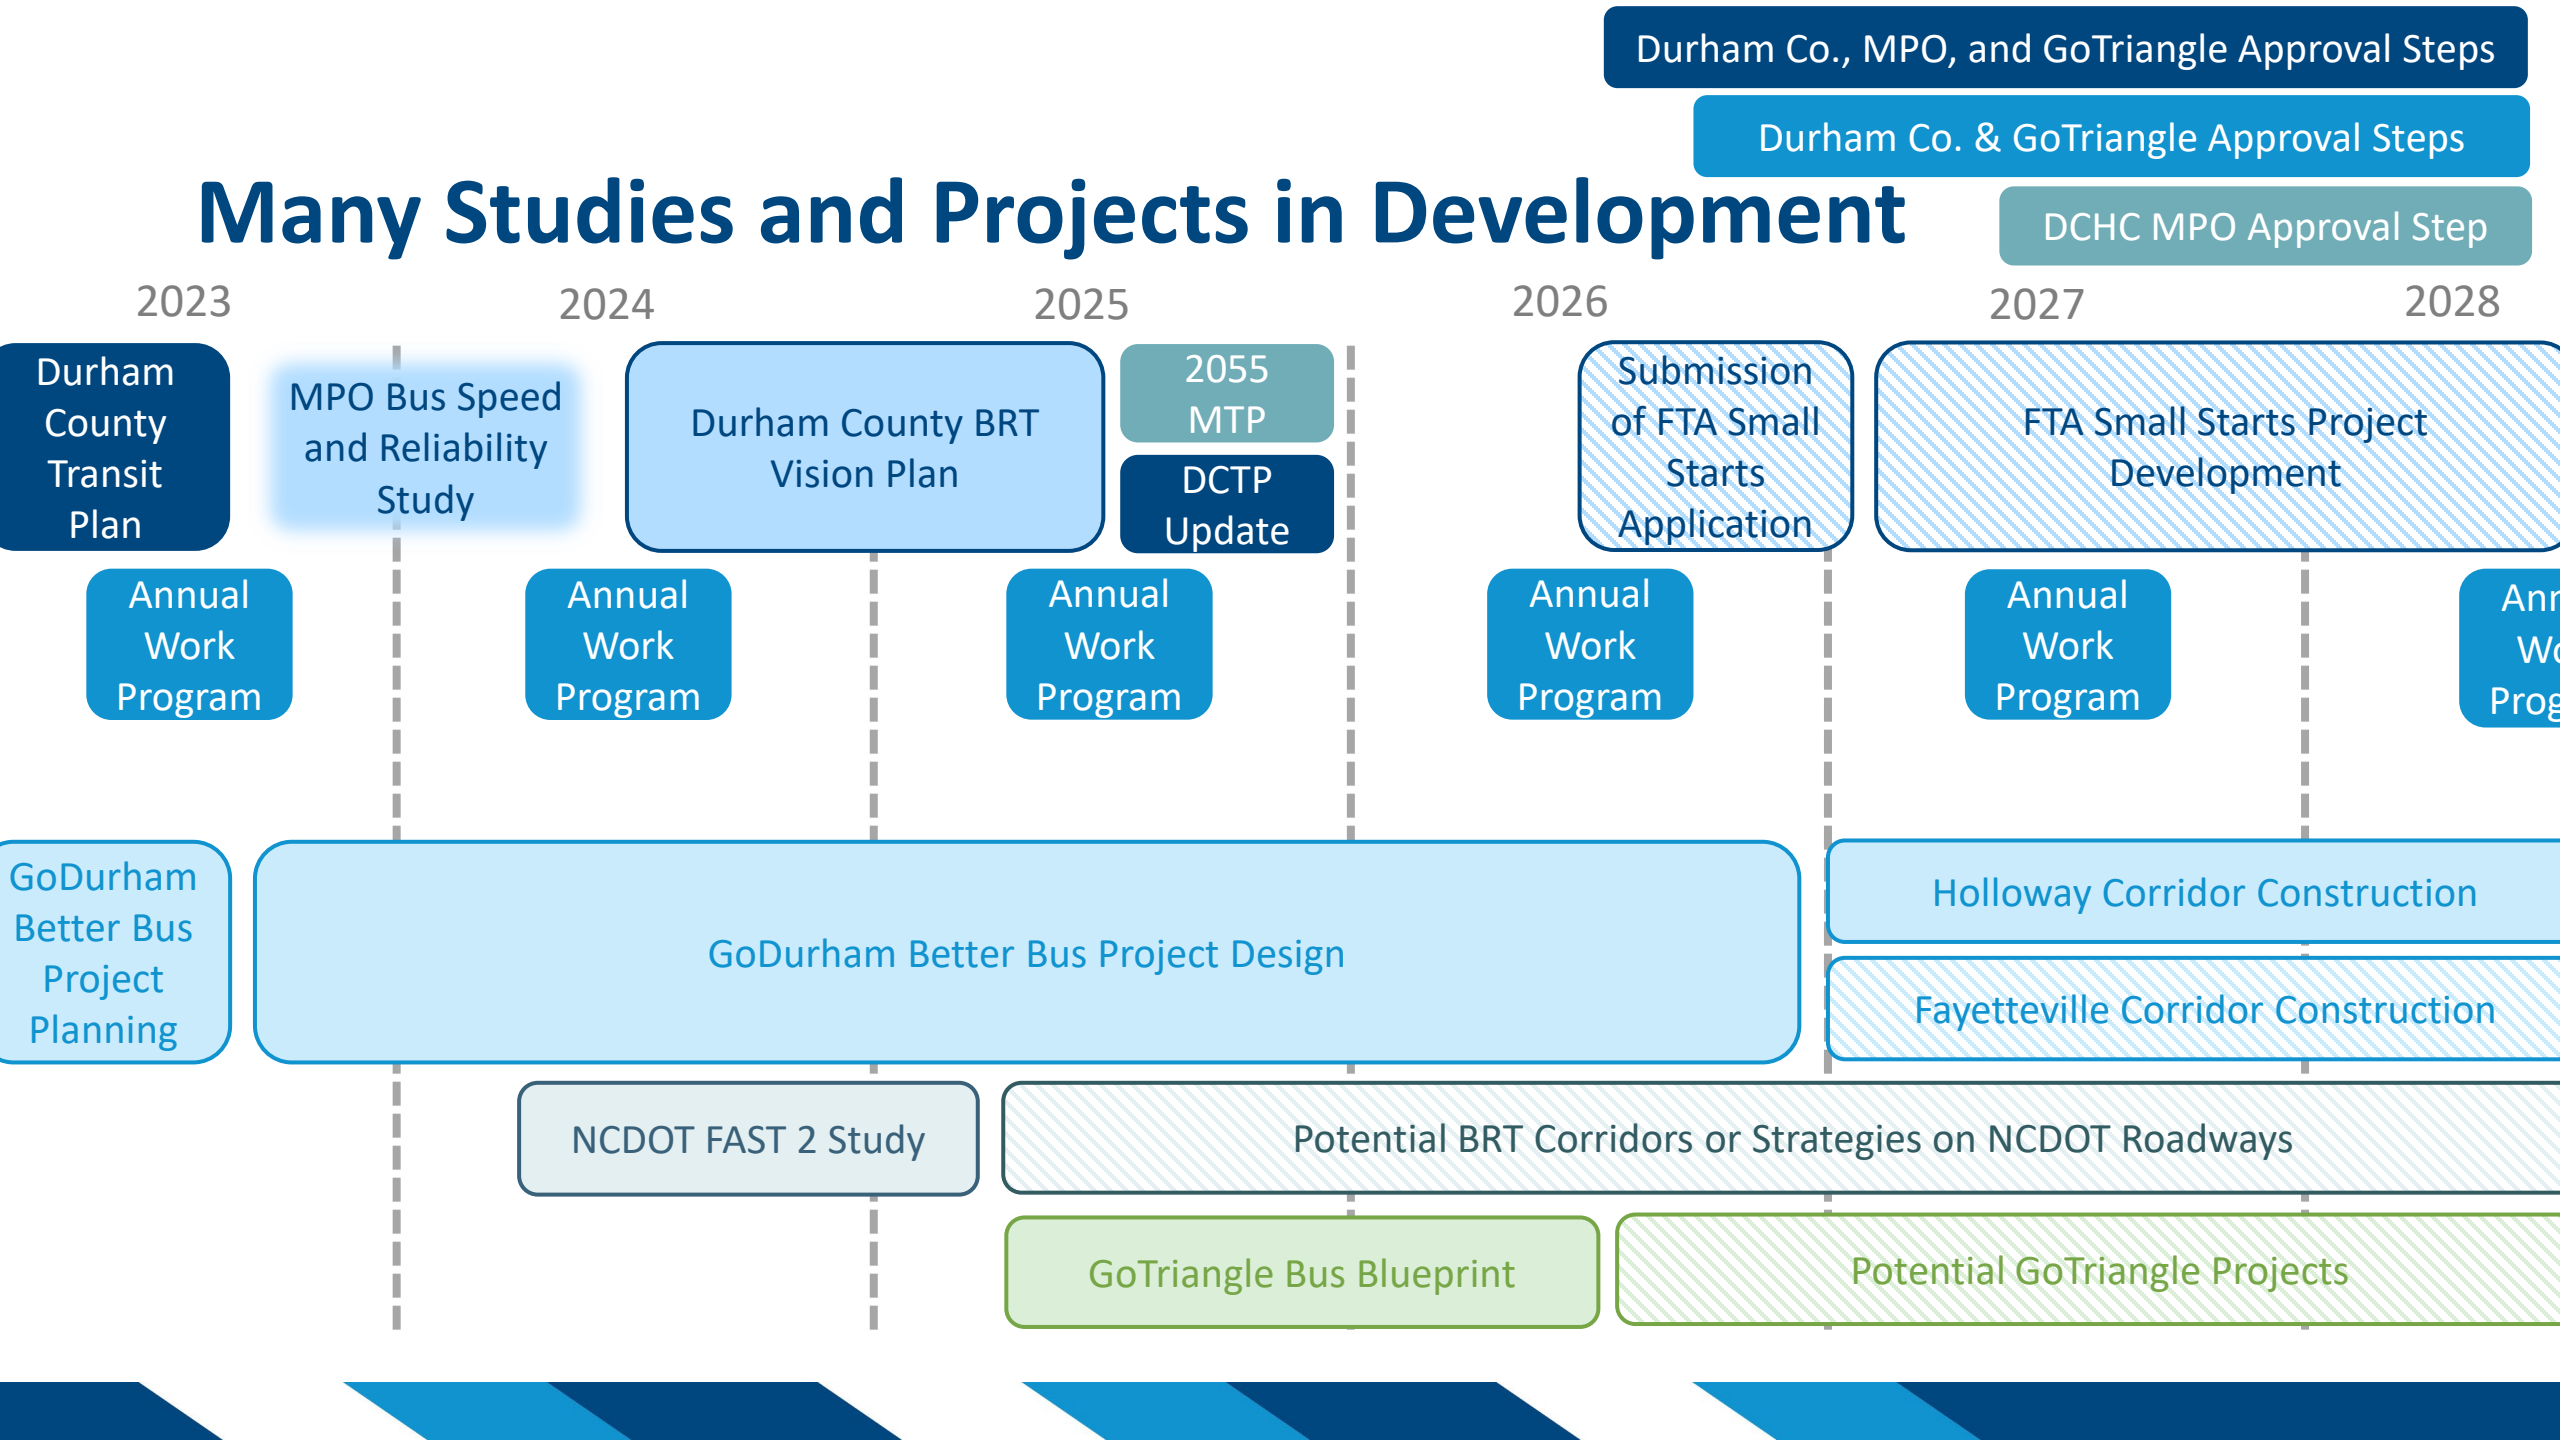 Durham Co., MPO, and GoTriangle Approval Steps
Durham Co. & GoTriangle Approval Steps
DCHC MPO Approval Step
Many Studies and Projects in Development
2023
2024
2025
2026
2027
2028
Durham
County
Transit
Plan
MPO Bus Speed
and Reliability
Study
Durham County BRT
Vision Plan
2055
MTP
DCTP
Update
Submission
of FTA Small
Starts
Application
FTA Small Starts Project
Development
Annual
Work
Program
Annual
Work
Program
Annual
Work
Program
Annual
Work
Program
Annual
Work
Program
GoDurham
Better Bus
Project
Planning
GoDurham Better Bus Project Design
Holloway Corridor Construction
Fayetteville Corridor Construction
NCDOT FAST 2 Study
Potential BRT Corridors or Strategies on NCDOT Roadways
GoTriangle Bus Blueprint
Potential GoTriangle Projects